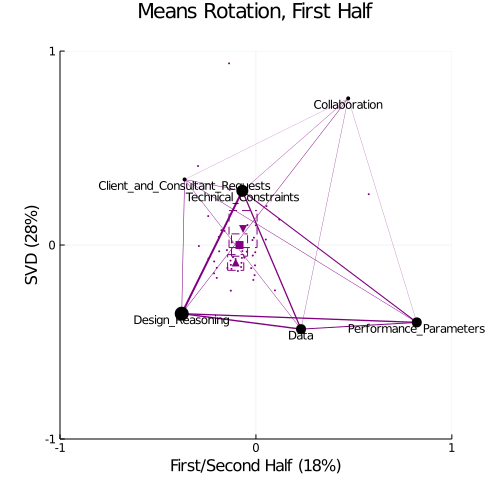 Means Rotation, First Half
1
Collaboration
Client_and_Consultant_Requests
Technical_Constraints
SVD (28%)
0
Design_Reasoning
Data
Performance_Parameters
-1
-1
0
1
First/Second Half (18%)